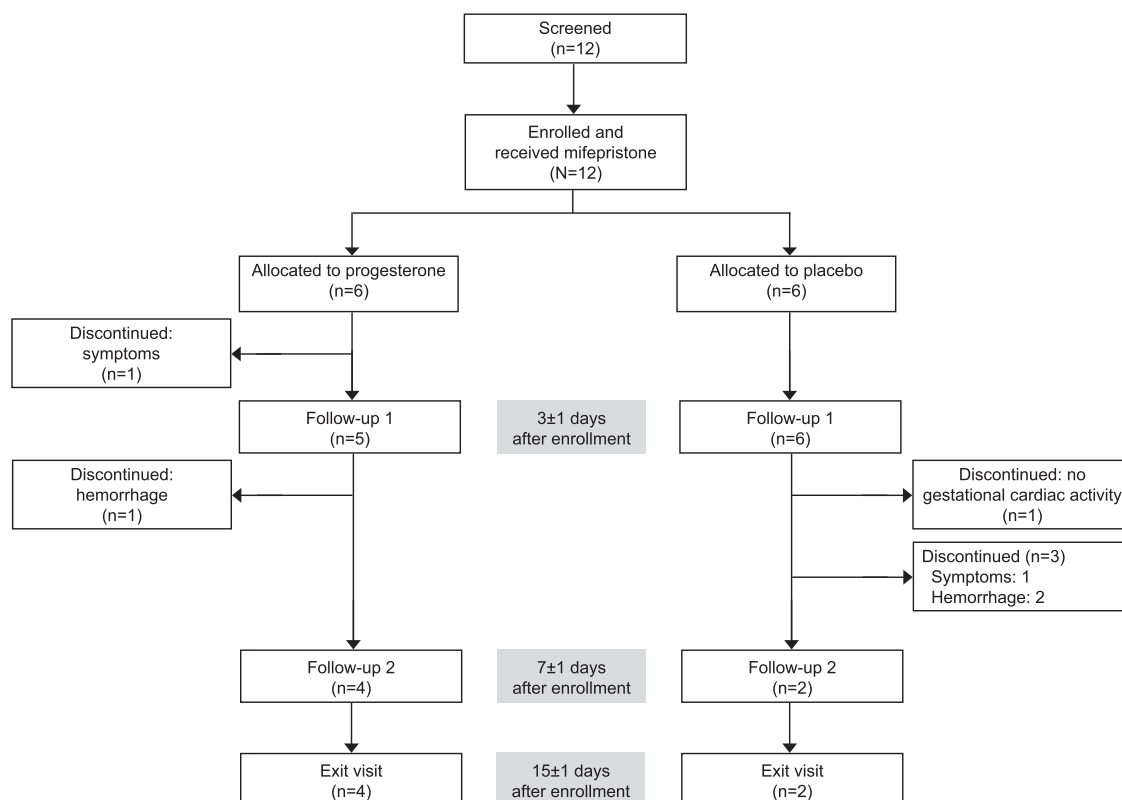 Screened
(n=12)
Enrolled and
received mifepristone
(N=12)
Allocated to progesterone
(n=6)
Allocated to placebo
(n=6)
Discontinued:
symptoms
(n=1)
Follow-up 1
(n=5)
3±1 days
after enrollment
Follow-up 1
(n=6)
Discontinued:
hemorrhage
(n=1)
Discontinued: no
gestational cardiac activity
(n=1)
Discontinued (n=3)
Symptoms: 1
Hemorrhage: 2
Follow-up 2
(n=4)
7±1 days
after enrollment
Follow-up 2
(n=2)
Exit visit
(n=4)
15±1 days
after enrollment
Exit visit
(n=2)